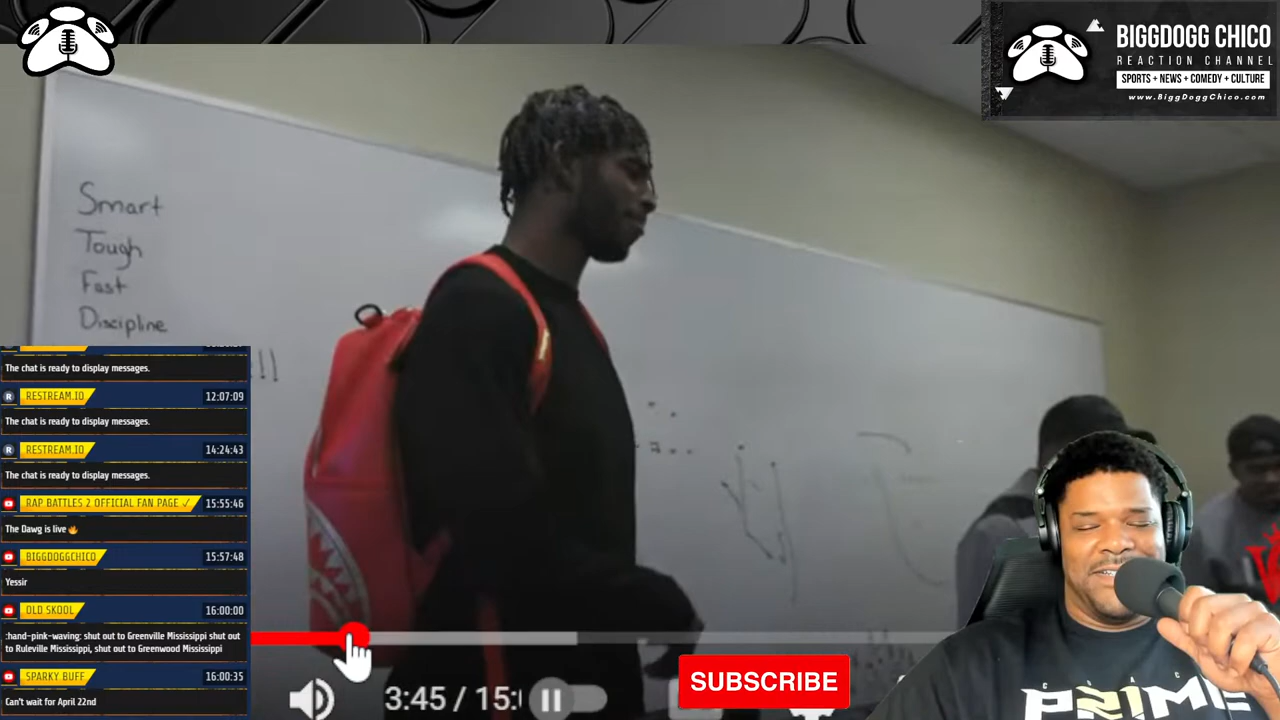 BIGGDOGG CHICO
REACTION CHANNEL
SPORTS + NEWS + COMEDY + CULTURE
www.BiggDoggChico.com
Smart
Tough
Fast
Discipline
!!
The chat is ready to display messages.
R RESTREAM.IO 12:07:09
The chat is ready to display messages.
R RESTREAM.IO 14:24:43
The chat is ready to display messages.
RAP BATTLES 2 OFFICIAL FAN PAGE ✓ 15:55:46
The Dawg is live 🔥
BIGGDOGGCHICO 15:57:48
Yessir
OLD SKOOL 16:00:00
:hand-pink-waving: shut out to Greenville Mississippi shut out
to Ruleville Mississippi, shut out to Greenwood Mississippi
SPARKY BUFF 16:00:35
Can't wait for April 22nd
3:45 / 15:
SUBSCRIBE
COACH
PRIME